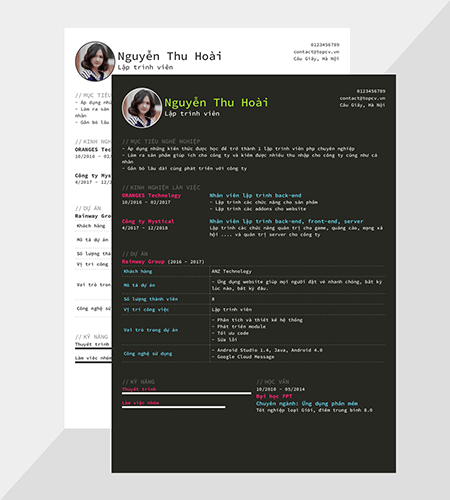 Nguyễn Thu Hoài
Lập trình viên
0123456789
contact@topcv.vn
Cầu Giấy, Hà Nội
// MỤC TIÊU
- Áp dụng những
- Làm ra sản
nhân
- Gắn bó lâu
// KINH NGHIỆM
ORANGES Techn
10/2016 - 02/
Công ty Mysti
4/2017 - 12/2018
// DỰ ÁN
Rainway Group
Khách hàng
Mô tả dự án
Số lượng thành
Vị trí công
Vai trò trong
Công nghệ sử
// KỸ NĂNG
Thuyết trình
Làm việc nhóm
Nguyễn Thu Hoài
Lập trình viên
0123456789
contact@topcv.vn
Cầu Giấy, Hà Nội
// MỤC TIÊU NGHỀ NGHIỆP
- Áp dụng những kiến thức được học để trở thành 1 lập trình viên php chuyên nghiệp
- Làm ra sản phẩm giúp ích cho công ty và kiếm được nhiều thu nhập cho công ty cũng như cá
nhân
- Gắn bó lâu dài cùng phát triển với công ty
// KINH NGHIỆM LÀM VIỆC
ORANGES Technology Nhân viên lập trình back-end
10/2016 - 02/2017 - Lập trình các chức năng cho sản phẩm
- Lập trình các addons cho website
Công ty Mystical Nhân viên lập trình back-end, front-end, server
4/2017 - 12/2018 Lập trình các chức năng quản trị cho game, quảng cáo, mạng xã
hội .... và quản trị server cho công ty
// DỰ ÁN
Rainway Group (2016 - 2017)
Khách hàng ANZ Technology
Mô tả dự án - Ứng dụng website giúp mọi người đặt vé nhanh chóng, bất kỳ
lúc nào, bất kỳ đâu.
Số lượng thành viên 8
Vị trí công việc Lập trình viên
Vai trò trong dự án - Phân tích và thiết kế hệ thống
- Phát triển module
- Tối ưu code
- Sửa lỗi
Công nghệ sử dụng - Android Studio 1.4, Java, Android 4.0
- Google Cloud Message
// KỸ NĂNG // HỌC VẤN
Thuyết trình 10/2010 - 05/2014
Đại học FPT
Làm việc nhóm Chuyên ngành: Ứng dụng phần mềm
Tốt nghiệp loại Giỏi, điểm trung bình 8.0